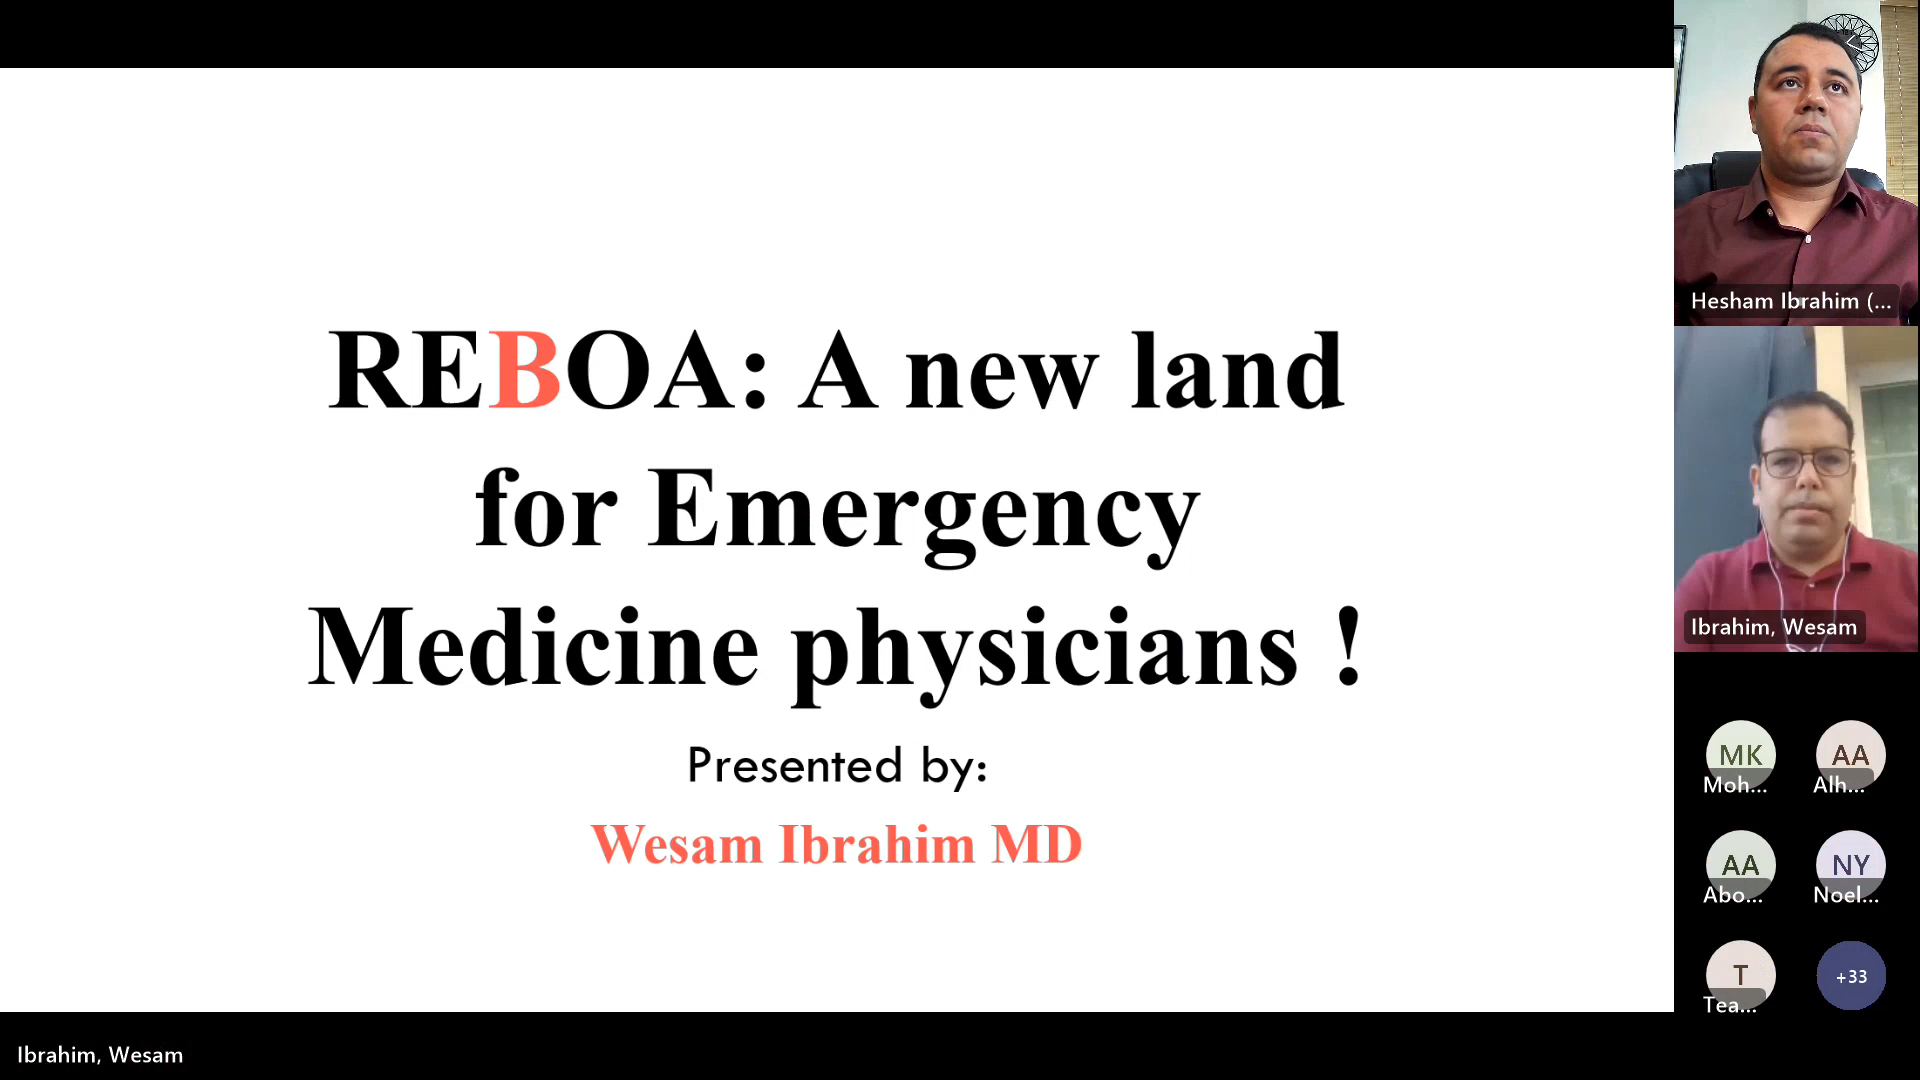 REBOA: A new land
for Emergency
Medicine physicians !
Presented by:
Wesam Ibrahim MD
Hesham Ibrahim (...
Ibrahim, Wesam
MK
Moh...
AA
Alh...
AA
Abo...
NY
Noel...
T
Tea...
+33
Ibrahim, Wesam